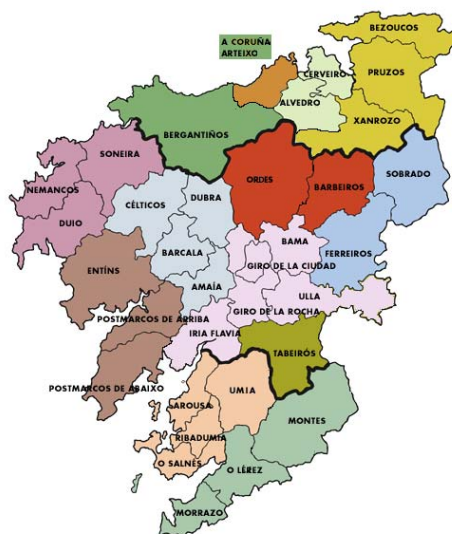 BEZOUCOS
A CORUÑA
ARTEIXO
CERVEIRO
PRUZOS
ALVEDRO
XANROZO
BERGANTIÑOS
SONEIRA
ORDES
BARBEIROS
SOBRADO
NEMANCOS
CÉLTICOS
DUBRA
DUIO
BAMA
BARCALA
GIRO DE LA CIUDAD
FERREIROS
ENTÍNS
AMAÍA
ULLA
POSTMARCOS DE ARRIBA
GIRO DE LA ROCHA
IRIA FLAVIA
TABEIRÓS
POSTMARCOS DE ABAIXO
UMIA
AROUSA
MONTES
RIBADUMIA
O SALNÉS
O LÉREZ
MORRAZO